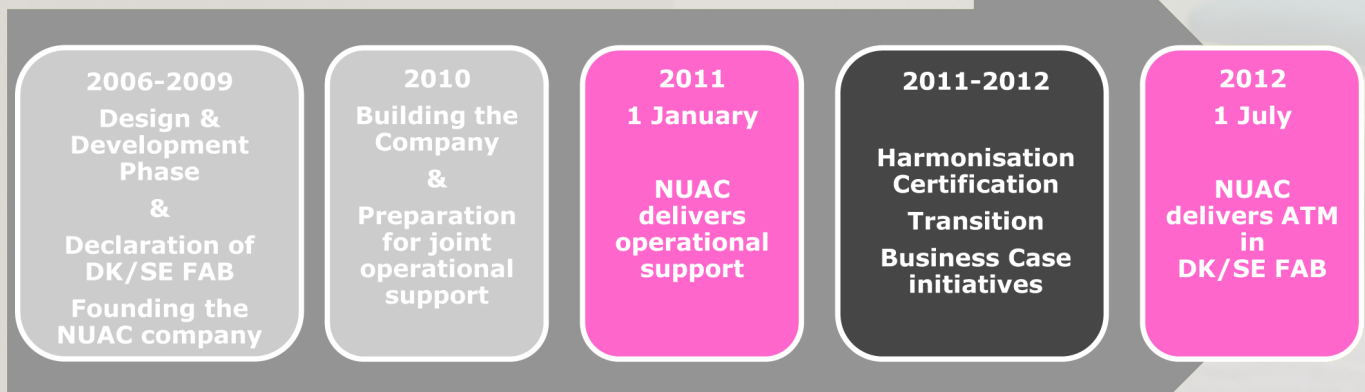 2006-2009
Design &
Development
Phase
&
Declaration of
DK/SE FAB
Founding the
NUAC company
2010
Building the
Company
&
Preparation
for joint
operational
support
2011
1 January
NUAC
delivers
operational
support
2011-2012
Harmonisation
Certification
Transition
Business Case
initiatives
2012
1 July
NUAC
delivers ATM
in
DK/SE FAB